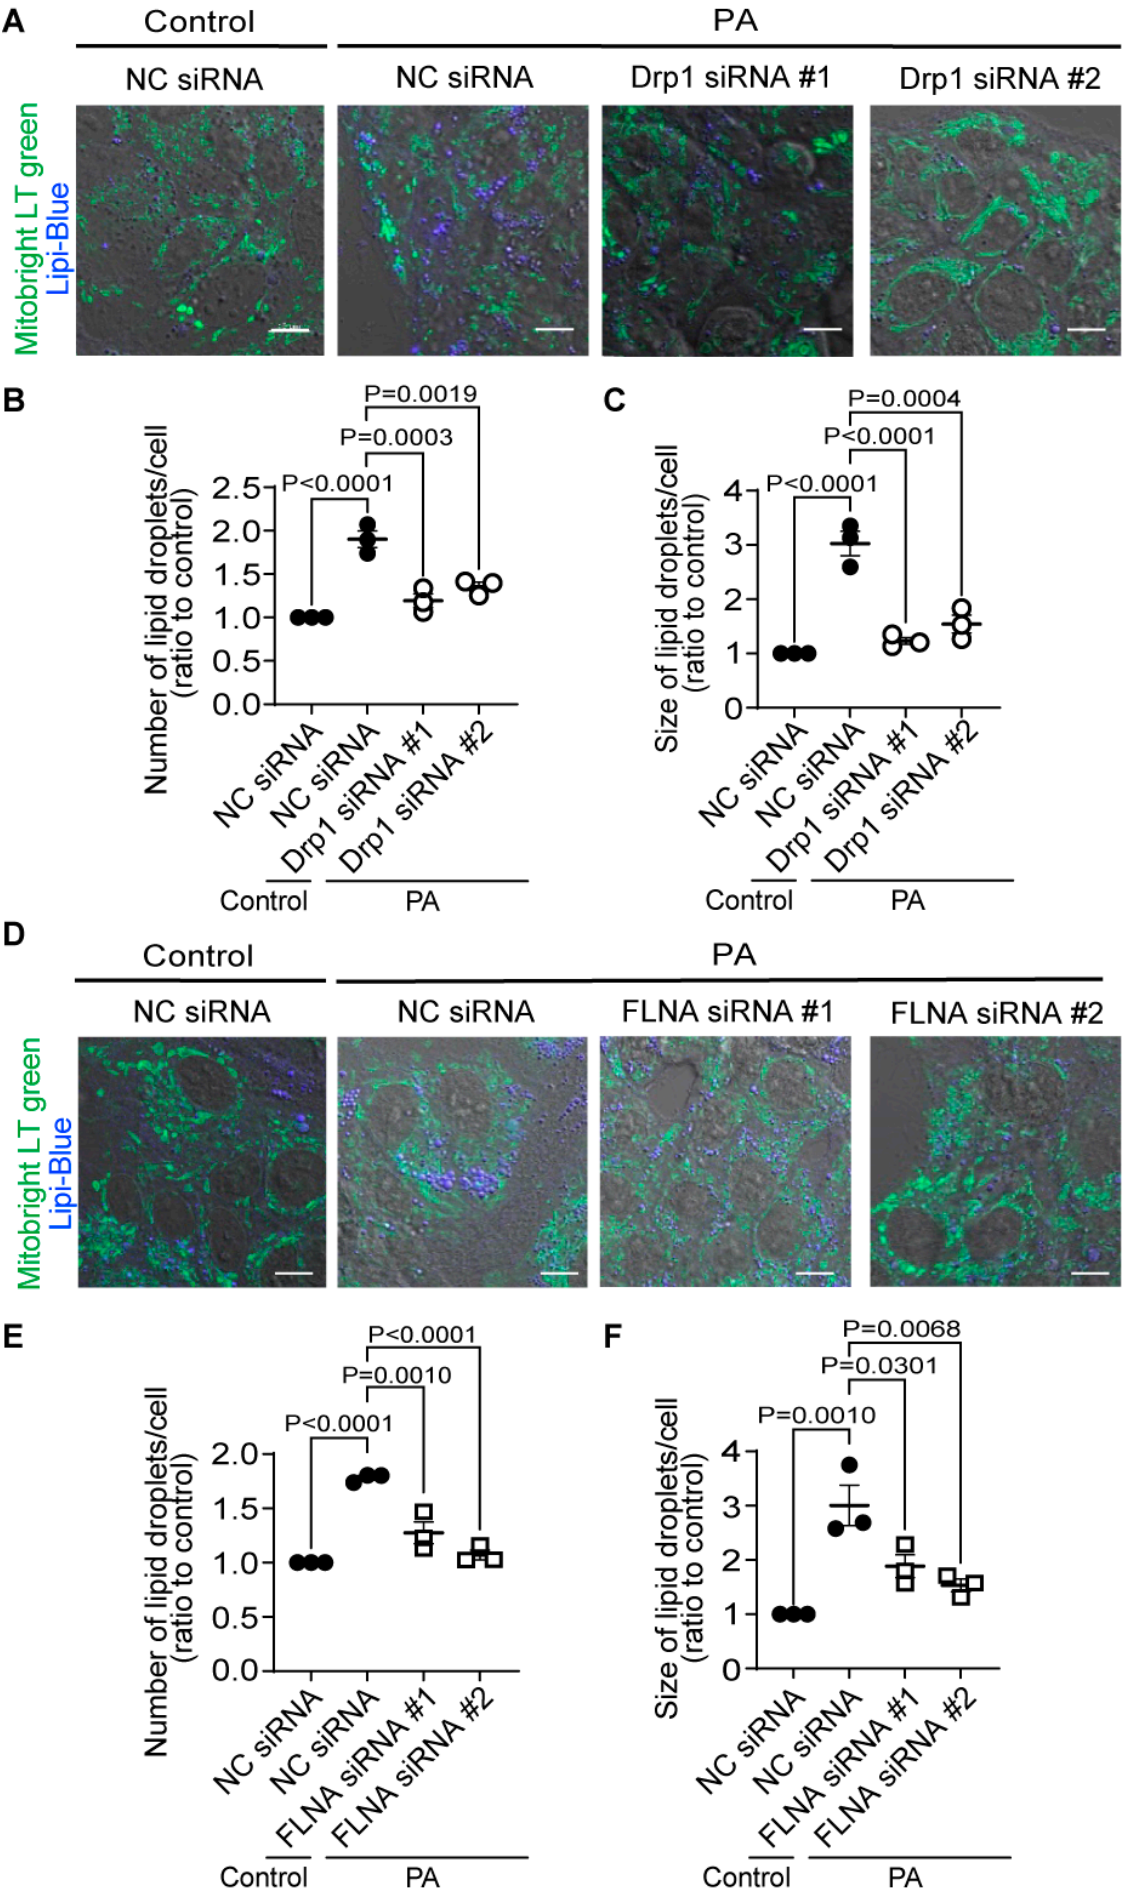 A
Control
PA
NC siRNA
NC siRNA
Drp1 siRNA #1
Drp1 siRNA #2
Mitobright LT green
Lipi-Blue
B
P=0.0019
P=0.0003
P<0.0001
Number of lipid droplets/cell
(ratio to control)
2.5
2.0
1.5
1.0
0.5
0.0
NC siRNA
NC siRNA
Drp1 siRNA #1
Drp1 siRNA #2
Control
PA
C
P=0.0004
P<0.0001
P<0.0001
Size of lipid droplets/cell
(ratio to control)
4
3
2
1
0
NC siRNA
NC siRNA
Drp1 siRNA #1
Drp1 siRNA #2
Control
PA
D
Control
PA
NC siRNA
NC siRNA
FLNA siRNA #1
FLNA siRNA #2
Mitobright LT green
Lipi-Blue
E
P<0.0001
P=0.0010
P<0.0001
Number of lipid droplets/cell
(ratio to control)
2.0
1.5
1.0
0.5
0.0
NC siRNA
NC siRNA
FLNA siRNA #1
FLNA siRNA #2
Control
PA
F
P=0.0068
P=0.0301
P=0.0010
Size of lipid droplets/cell
(ratio to control)
4
3
2
1
0
NC siRNA
NC siRNA
FLNA siRNA #1
FLNA siRNA #2
Control
PA